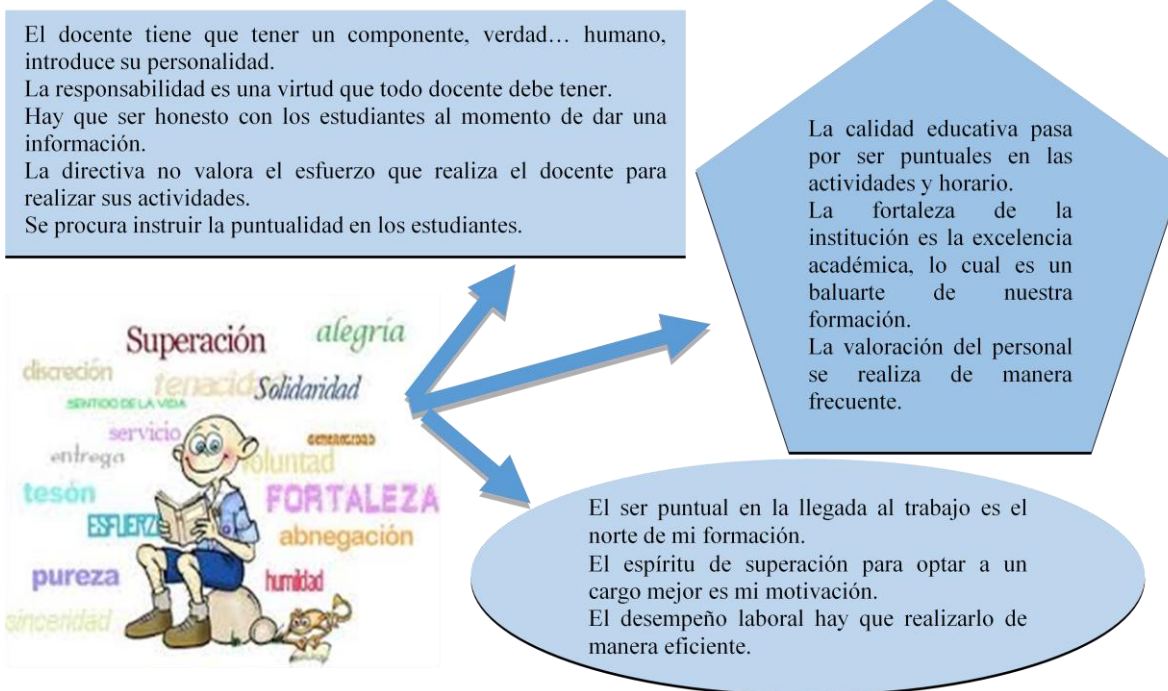 El docente tiene que tener un componente, verdad… humano,
introduce su personalidad.
La responsabilidad es una virtud que todo docente debe tener.
Hay que ser honesto con los estudiantes al momento de dar una
información.
La directiva no valora el esfuerzo que realiza el docente para
realizar sus actividades.
Se procura instruir la puntualidad en los estudiantes.
La calidad educativa pasa
por ser puntuales en las
actividades y horario.
La fortaleza de la
institución es la excelencia
académica, lo cual es un
baluarte de nuestra
formación.
La valoración del personal
se realiza de manera
frecuente.
Superación
alegría
discreción
tenacidad
Solidaridad
SENTIDO DE LA VIDA
servicio
generosidad
entrega
voluntad
tesón
FORTALEZA
ESFUERZO
abnegación
pureza
humildad
sinceridad
El ser puntual en la llegada al trabajo es el
norte de mi formación.
El espíritu de superación para optar a un
cargo mejor es mi motivación.
El desempeño laboral hay que realizarlo de
manera eficiente.